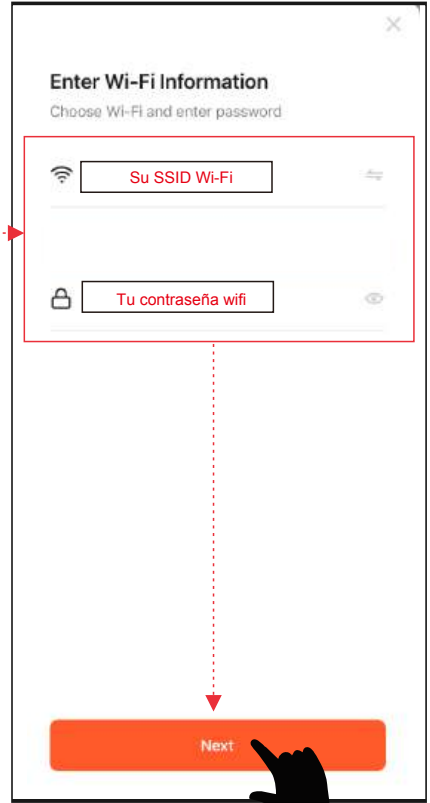 Enter Wi-Fi Information
Choose Wi-Fi and enter password
Su SSID Wi-Fi
Tu contraseña wifi
Next